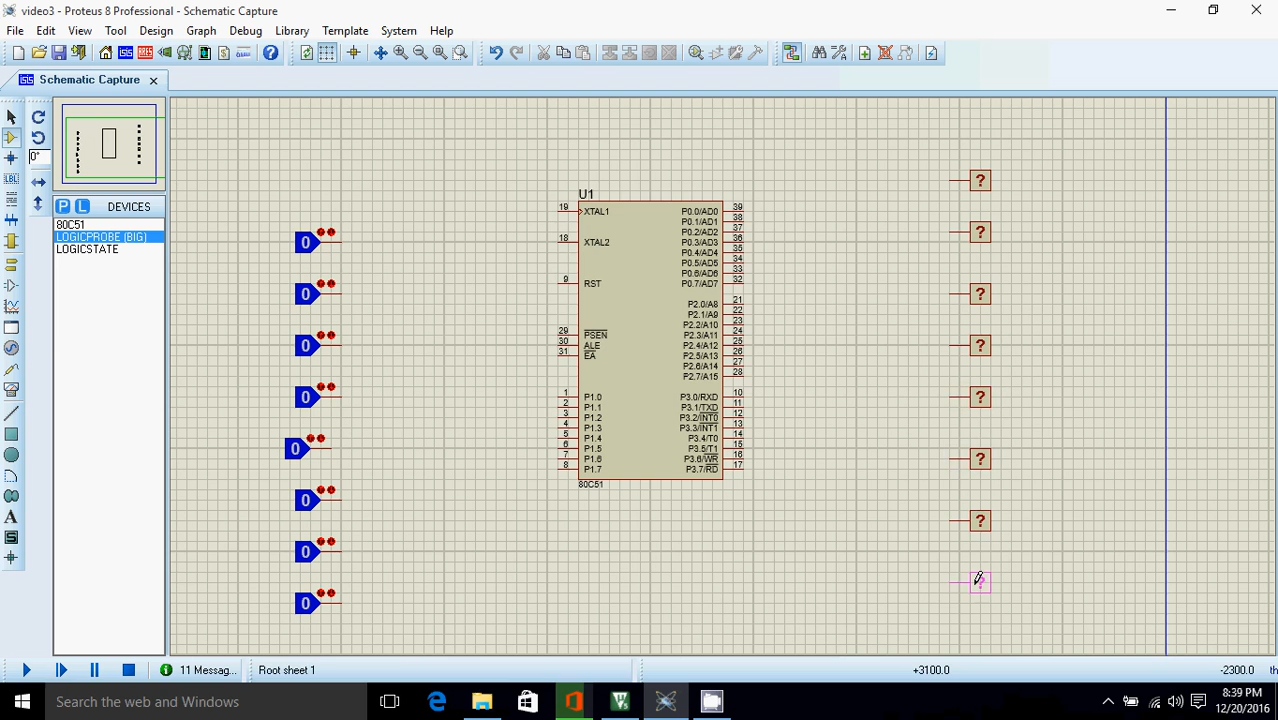 video3 - Proteus 8 Professional - Schematic Capture
File Edit View Tool Design Graph Debug Library Template System Help
Schematic Capture
0°
P L DEVICES
80C51
LOGICPROBE (BIG)
LOGICSTATE
LBL
A
0
0
0
0
0
0
0
0
U1
80C51
19 XTAL1
18 XTAL2
9 RST
29 PSEN
30 ALE
31 EA
1 P1.0
2 P1.1
3 P1.2
4 P1.3
5 P1.4
6 P1.5
7 P1.6
8 P1.7
P0.0/AD0 39
P0.1/AD1 38
P0.2/AD2 37
P0.3/AD3 36
P0.4/AD4 35
P0.5/AD5 34
P0.6/AD6 33
P0.7/AD7 32
P2.0/A8 21
P2.1/A9 22
P2.2/A10 23
P2.3/A11 24
P2.4/A12 25
P2.5/A13 26
P2.6/A14 27
P2.7/A15 28
P3.0/RXD 10
P3.1/TXD 11
P3.2/INT0 12
P3.3/INT1 13
P3.4/T0 14
P3.5/T1 15
P3.6/WR 16
P3.7/RD 17
?
?
?
?
?
?
?
?
11 Messag... Root sheet 1 +3100.0 -2300.0 th
Search the web and Windows
8:39 PM
12/20/2016